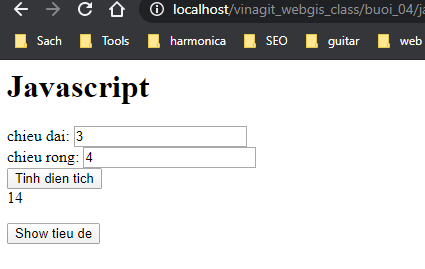 localhost/vinagit_webgis_class/buoi_04/ja
Sach Tools harmonica SEO guitar web
Javascript
chieu dai: 3
chieu rong: 4
Tinh dien tich
14
Show tieu de